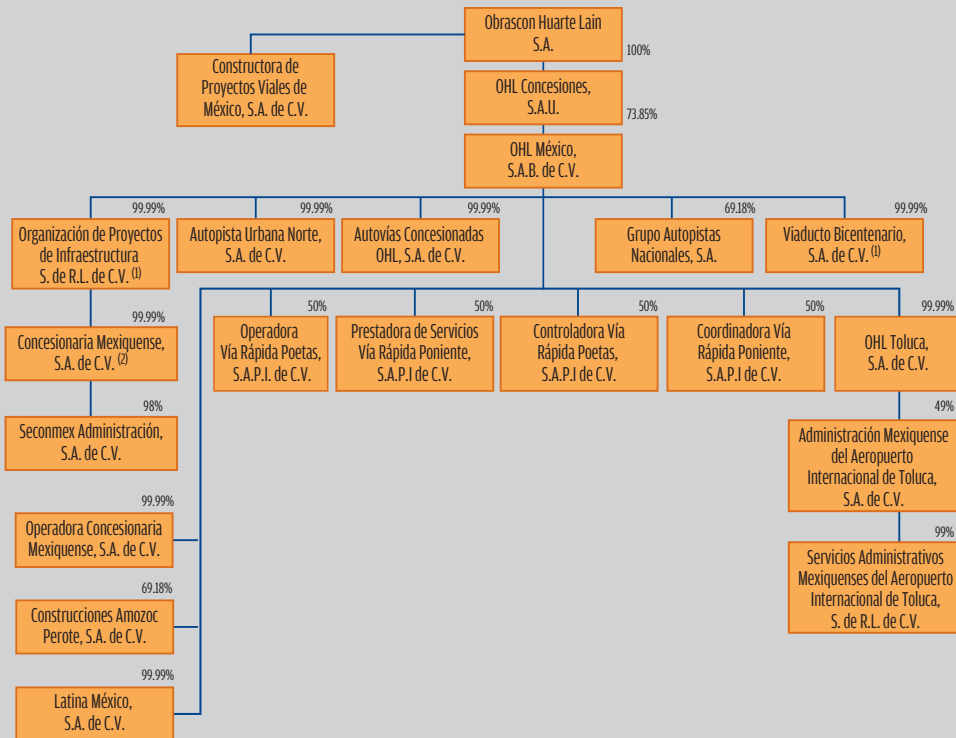 Obrascon Huarte Lain
S.A.
100%
Constructora de
Proyectos Viales de
México, S.A. de C.V.
OHL Concesiones,
S.A.U.
73.85%
OHL México,
S.A.B. de C.V.
99.99%
Organización de Proyectos
de Infraestructura
S. de R.L. de C.V. (1)
99.99%
Autopista Urbana Norte,
S.A. de C.V.
99.99%
Autovías Concesionadas
OHL, S.A. de C.V.
69.18%
Grupo Autopistas
Nacionales, S.A.
99.99%
Viaducto Bicentenario,
S.A. de C.V. (1)
99.99%
Concesionaria Mexiquense,
S.A. de C.V. (2)
98%
Seconmex Administración,
S.A. de C.V.
50%
Operadora
Vía Rápida Poetas,
S.A.P.I. de C.V.
50%
Prestadora de Servicios
Vía Rápida Poniente,
S.A.P.I de C.V.
50%
Controladora Vía
Rápida Poetas,
S.A.P.I de C.V.
50%
Coordinadora Vía
Rápida Poniente,
S.A.P.I de C.V.
99.99%
OHL Toluca,
S.A. de C.V.
49%
Administración Mexiquense
del Aeropuerto
Internacional de Toluca,
S.A. de C.V.
99%
Servicios Administrativos
Mexiquenses del Aeropuerto
Internacional de Toluca,
S. de R.L. de C.V.
99.99%
Operadora Concesionaria
Mexiquense, S.A. de C.V.
69.18%
Construcciones Amozoc
Perote, S.A. de C.V.
99.99%
Latina México,
S.A. de C.V.